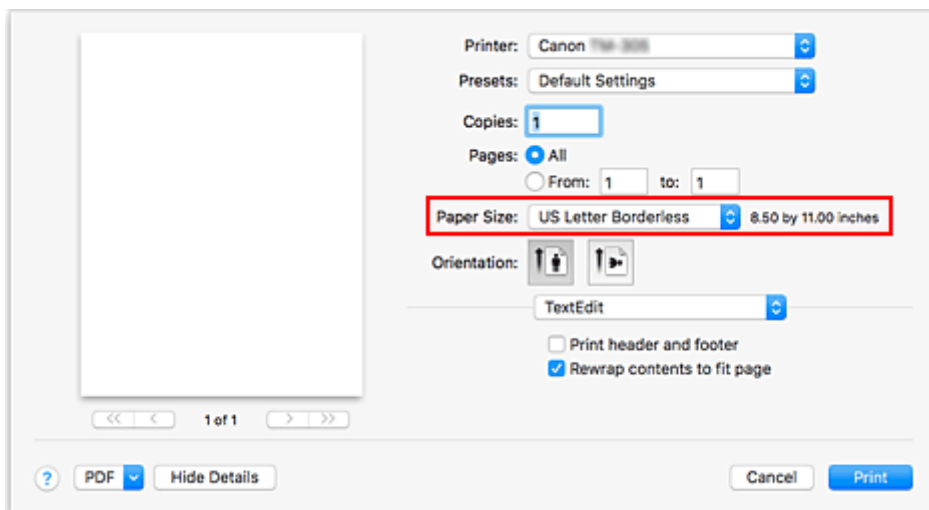 Printer: Canon
Presets: Default Settings
Copies: 1
Pages: All
From: 1 to: 1
Paper Size: US Letter Borderless 8.50 by 11.00 inches
Orientation:
TextEdit
Print header and footer
Rewrap contents to fit page
1 of 1
? PDF Hide Details Cancel Print